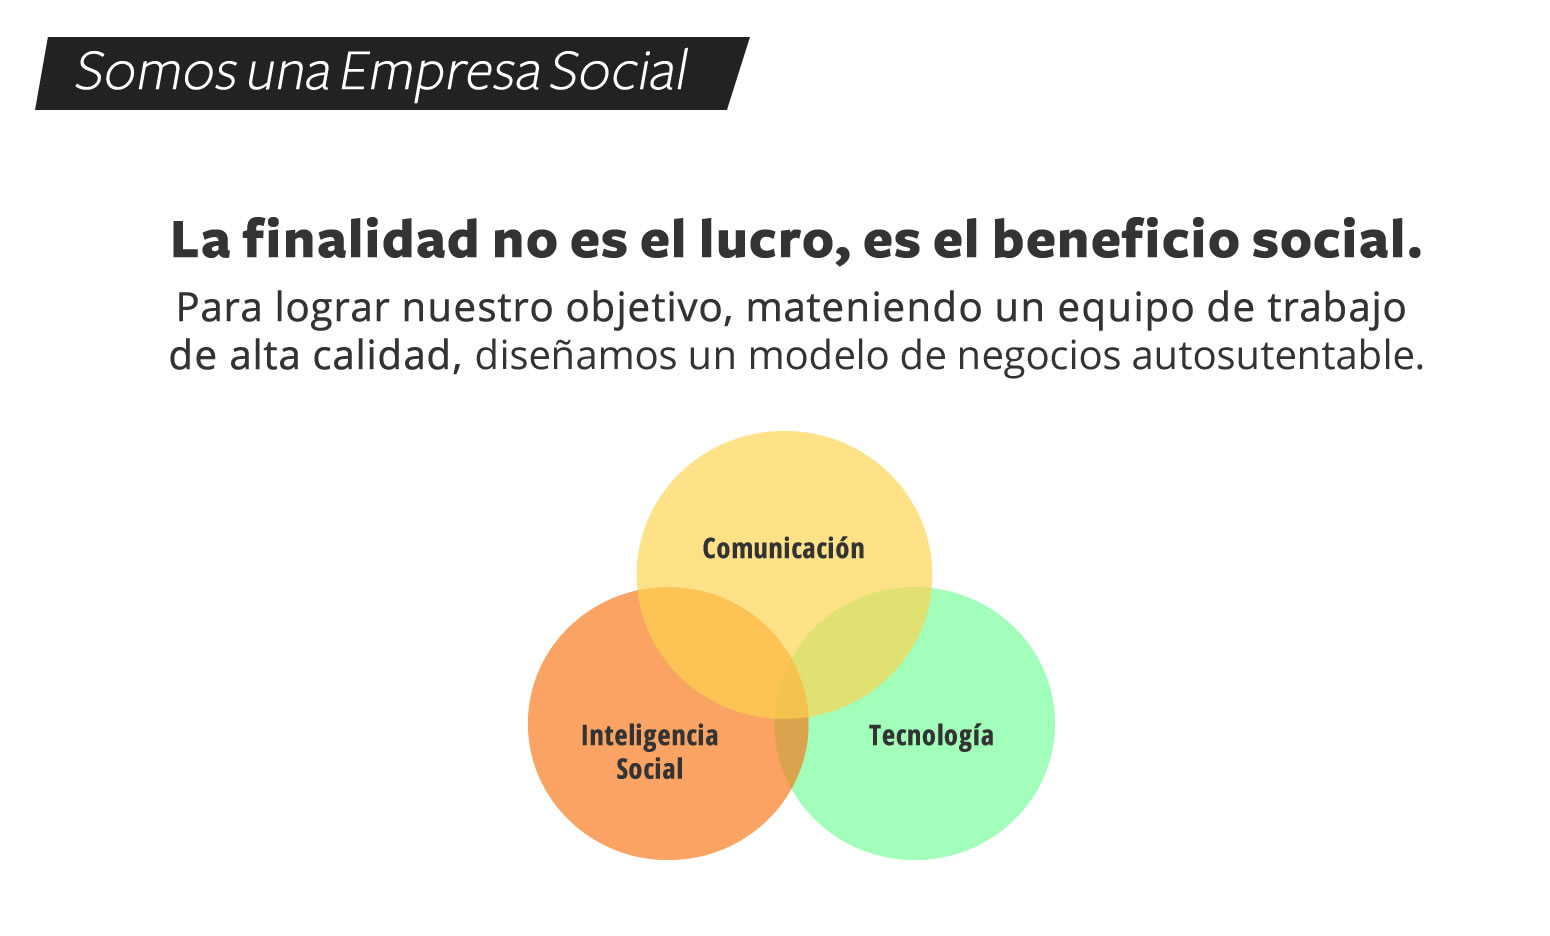 Somos una Empresa Social
La finalidad no es el lucro, es el beneficio social.
Para lograr nuestro objetivo, mateniendo un equipo de trabajo
de alta calidad, diseñamos un modelo de negocios autosutentable.
Comunicación
Inteligencia
Social
Tecnología